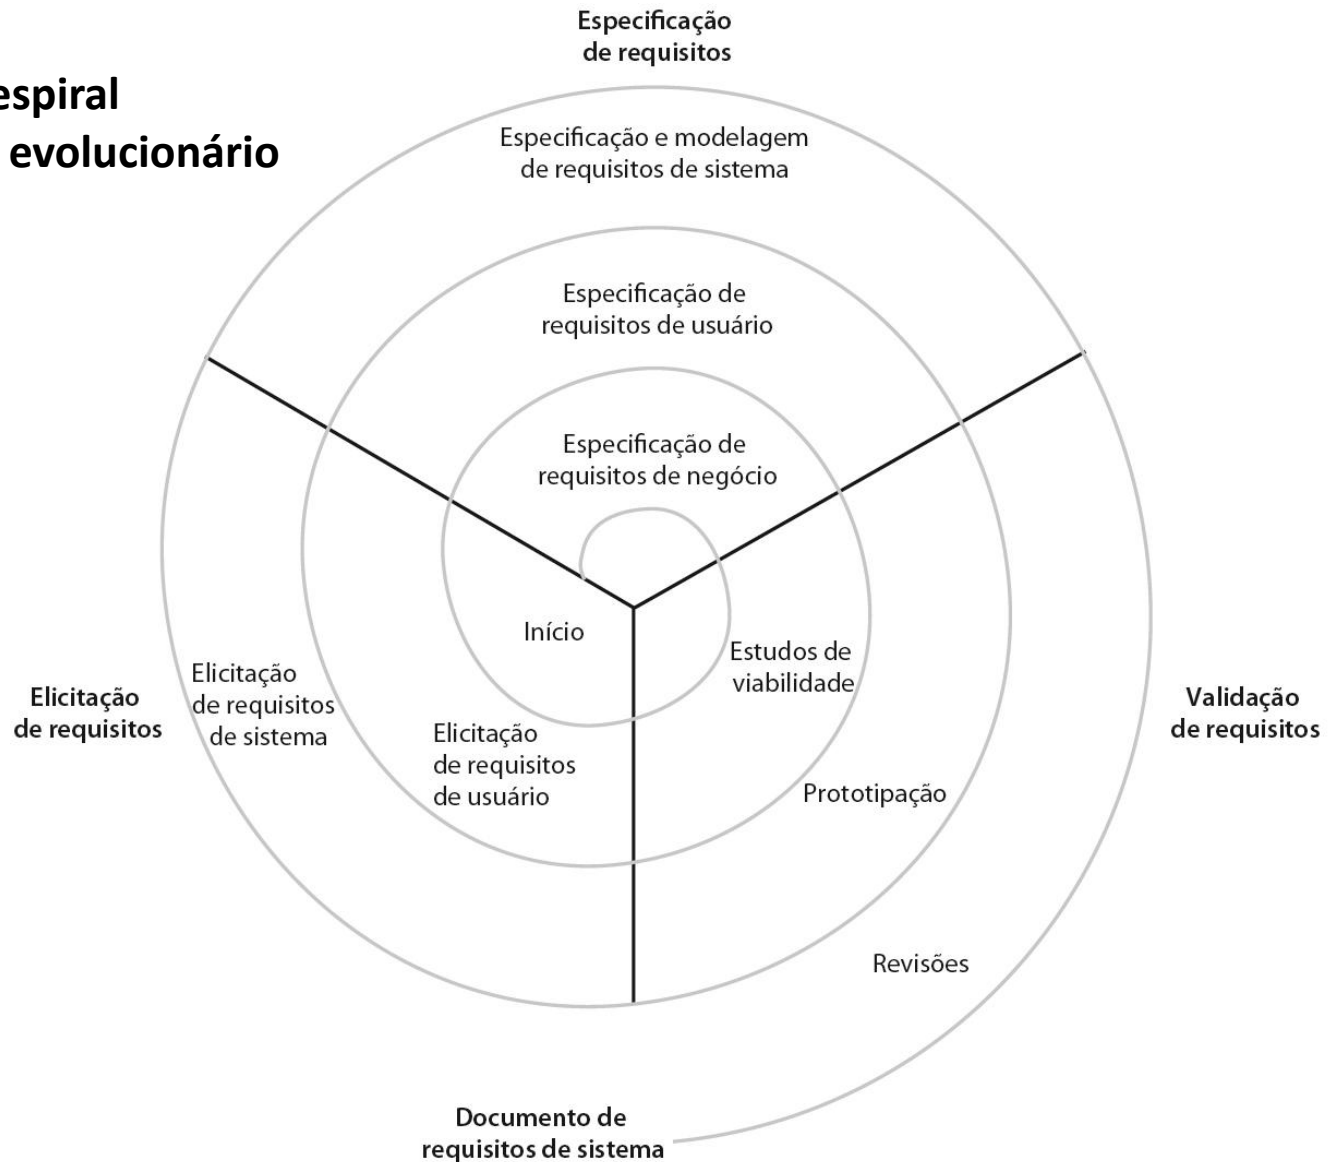 Especificação
de requisitos
espiral
evolucionário
Especificação e modelagem
de requisitos de sistema
Especificação de
requisitos de usuário
Especificação de
requisitos de negócio
Início
Estudos de
viabilidade
Elicitação
de requisitos
Elicitação
de requisitos
de sistema
Elicitação
de requisitos
de usuário
Validação
de requisitos
Prototipação
Revisões
Documento de
requisitos de sistema